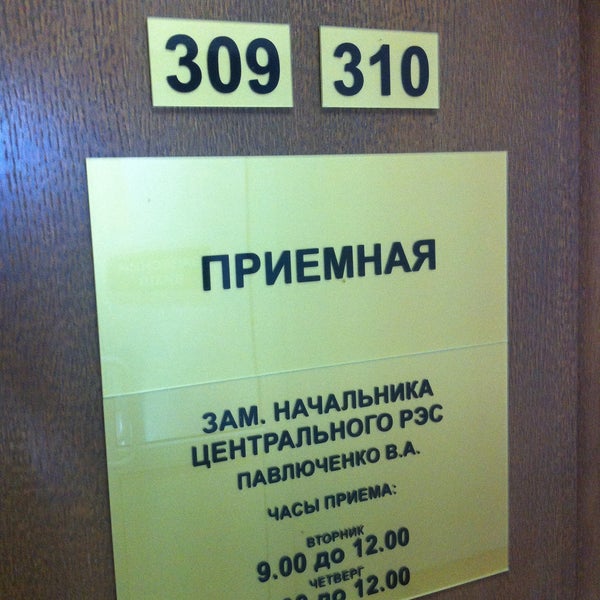 309 310
ПРИЕМНАЯ
ЗАМ. НАЧАЛЬНИКА
ЦЕНТРАЛЬНОГО РЭС
ПАВЛЮЧЕНКО В.А.
ЧАСЫ ПРИЕМА:
ВТОРНИК
9.00 до 12.00
ЧЕТВЕРГ
до 12.00